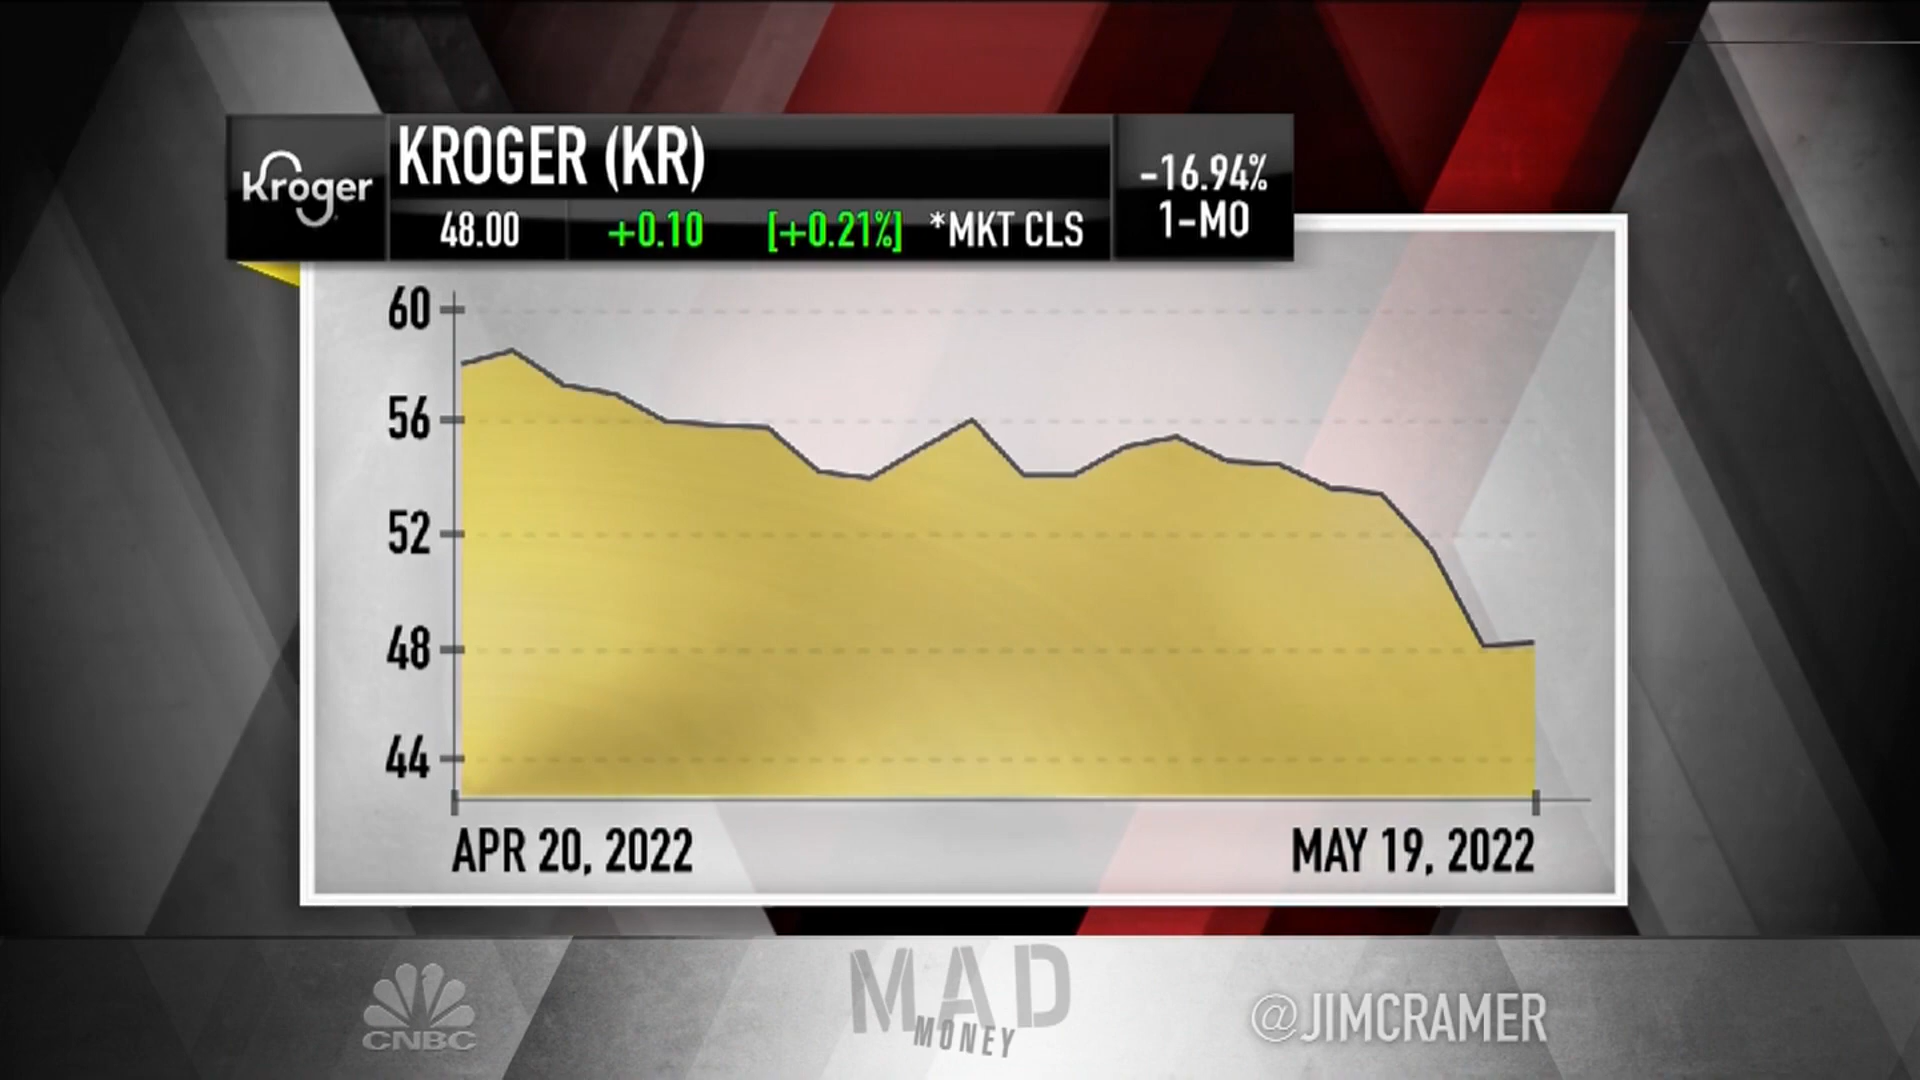 Kroger
KROGER (KR)
48.00 +0.10 [+0.21%] *MKT CLS
-16.94%
1-MO
60
56
52
48
44
APR 20, 2022 MAY 19, 2022
CNBC
MAD
MONEY
@JIMCRAMER